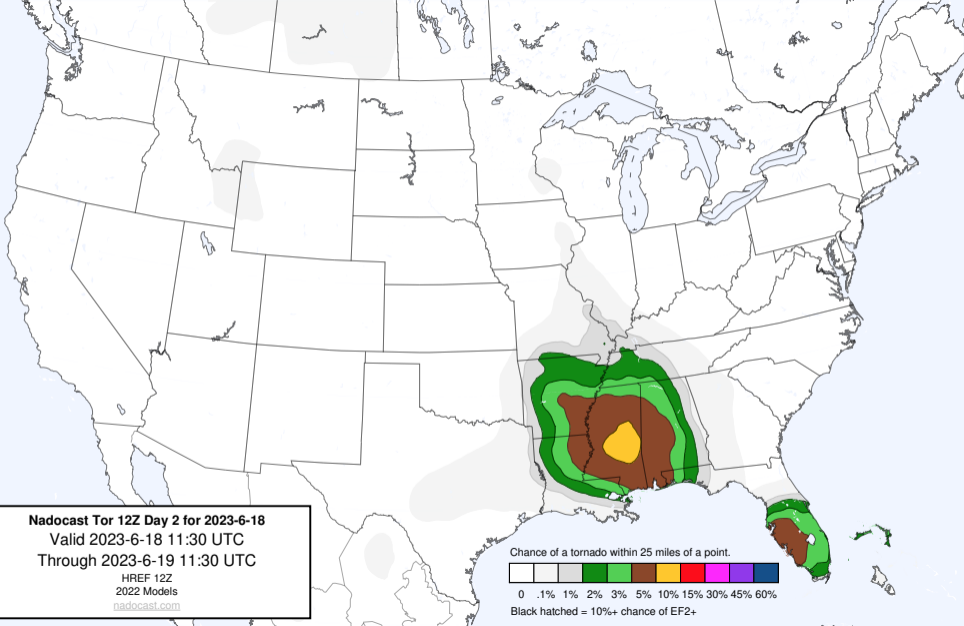 Nadocast Tor 12Z Day 2 for 2023-6-18
Valid 2023-6-18 11:30 UTC
Through 2023-6-19 11:30 UTC
HREF 12Z
2022 Models
nadocast.com
Chance of a tornado within 25 miles of a point.
0 .1% 1% 2% 3% 5% 10% 15% 30% 45% 60%
Black hatched = 10%+ chance of EF2+